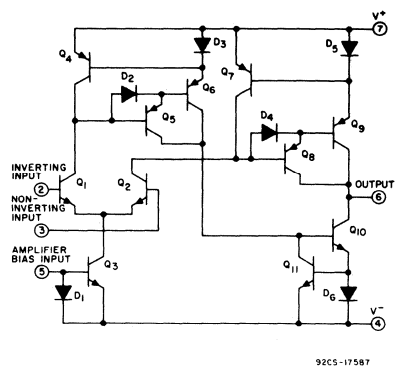 V+
7
Q4
D3
D5
Q7
D2
Q6
D4
Q5
Q9
Q8
INVERTING
INPUT
2
Q1
Q2
OUTPUT
6
NON-
INVERTING
INPUT
3
Q10
AMPLIFIER
BIAS INPUT
5
Q3
Q11
D1
D6
V-
4
92CS-17587